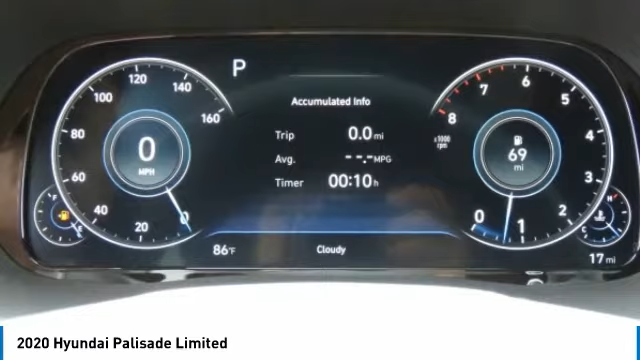 120
100 140
80 160
60
40
20 0
0
MPH
F
E
P
Accumulated Info
Trip 0.0 mi
Avg. --.- MPG
Timer 00:10 h
86°F
Cloudy
8 7 6 5 4 3 2 1 0
x1000
rpm
69
mi
H
C
17 mi
2020 Hyundai Palisade Limited